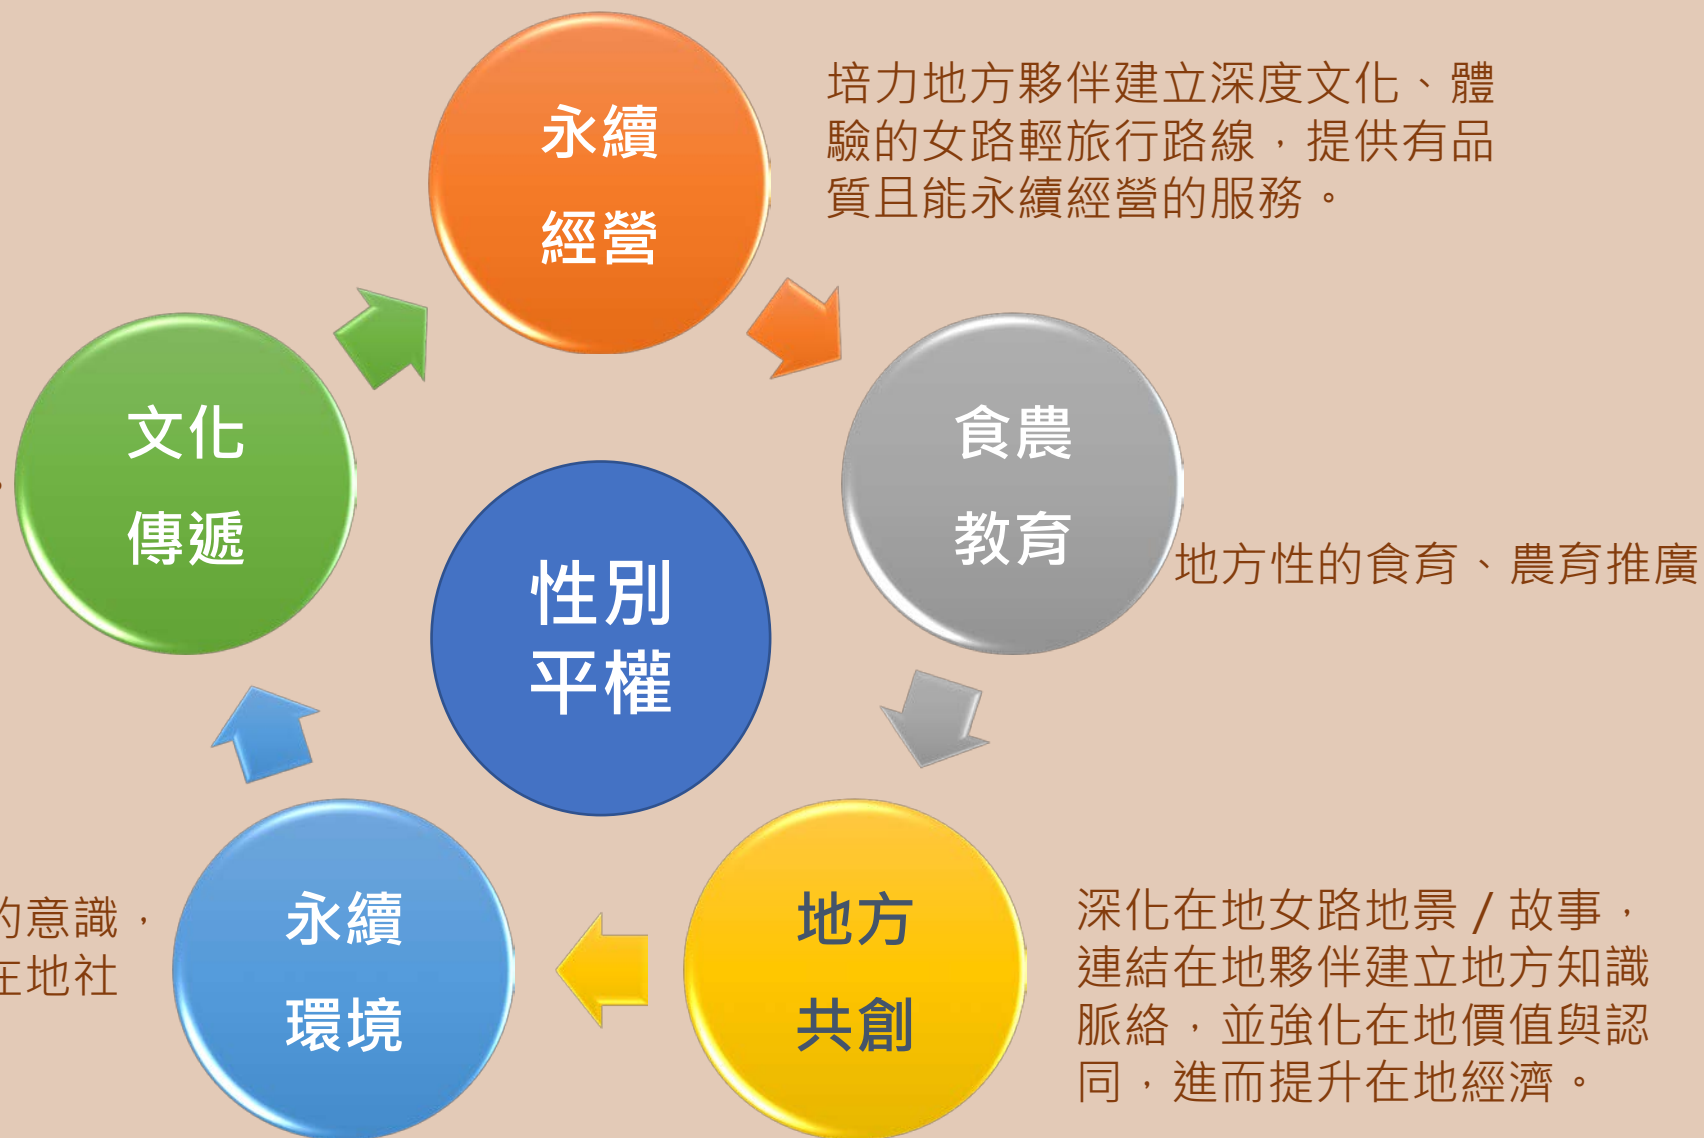 永續
經營
培力地方夥伴建立深度文化、體
驗的女路輕旅行路線，提供有品
質且能永續經營的服務。
文化
傳遞
食農
教育
地方性的食育、農育推廣
性別
平權
的意識，
在地社
永續
環境
地方
共創
深化在地女路地景/故事，
連結在地夥伴建立地方知識
脈絡，並強化在地價值與認
同，進而提升在地經濟。